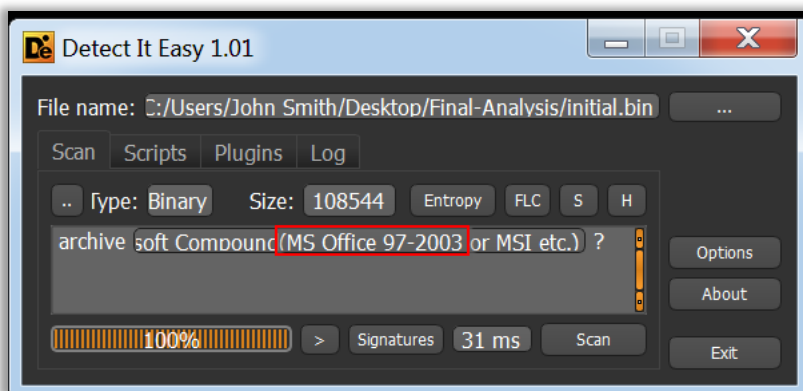 Detect It Easy 1.01
File name: C:/Users/John Smith/Desktop/Final-Analysis/initial.bin ...
Scan Scripts Plugins Log
.. Type: Binary Size: 108544 Entropy FLC S H
archive soft Compound(MS Office 97-2003 or MSI etc.) ?
Options
About
100% > Signatures 31 ms Scan
Exit